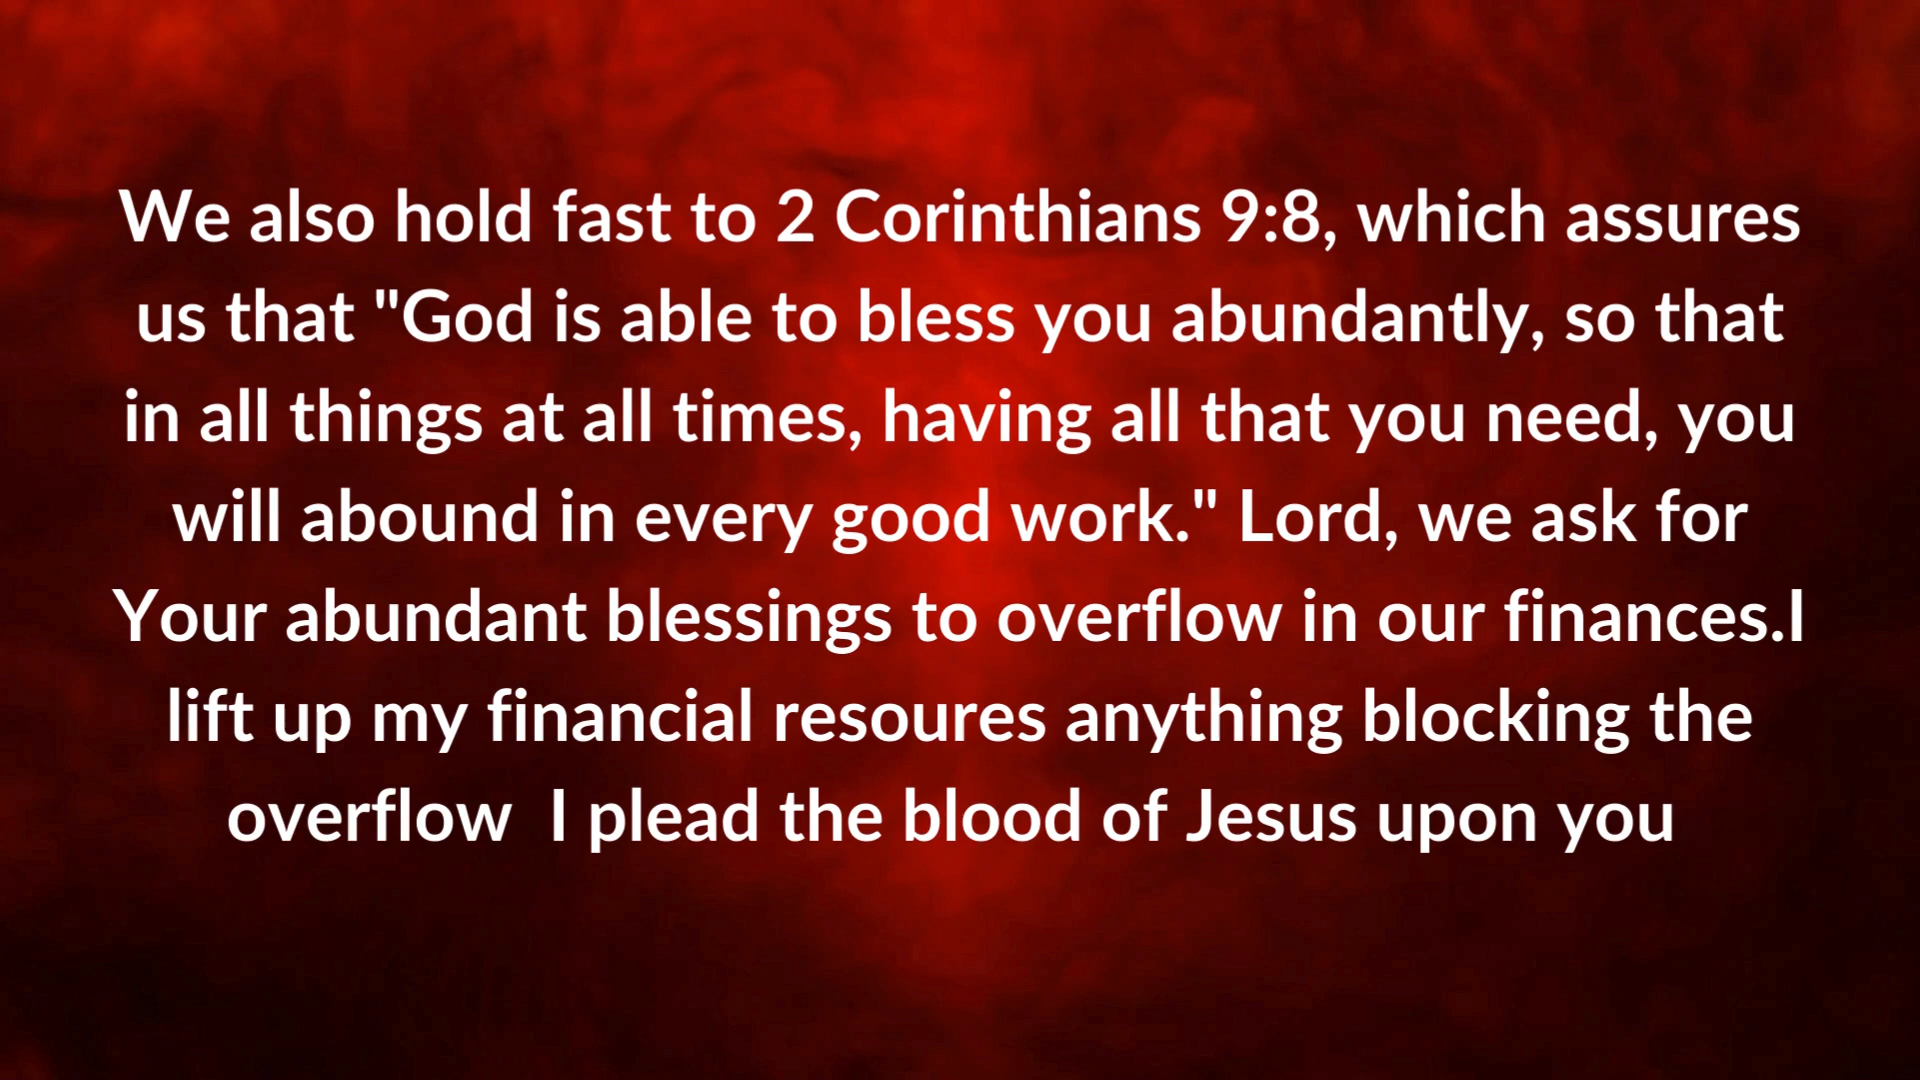 We also hold fast to 2 Corinthians 9:8, which assures
us that "God is able to bless you abundantly, so that
in all things at all times, having all that you need, you
will abound in every good work." Lord, we ask for
Your abundant blessings to overflow in our finances.I
lift up my financial resoures anything blocking the
overflow  I plead the blood of Jesus upon you